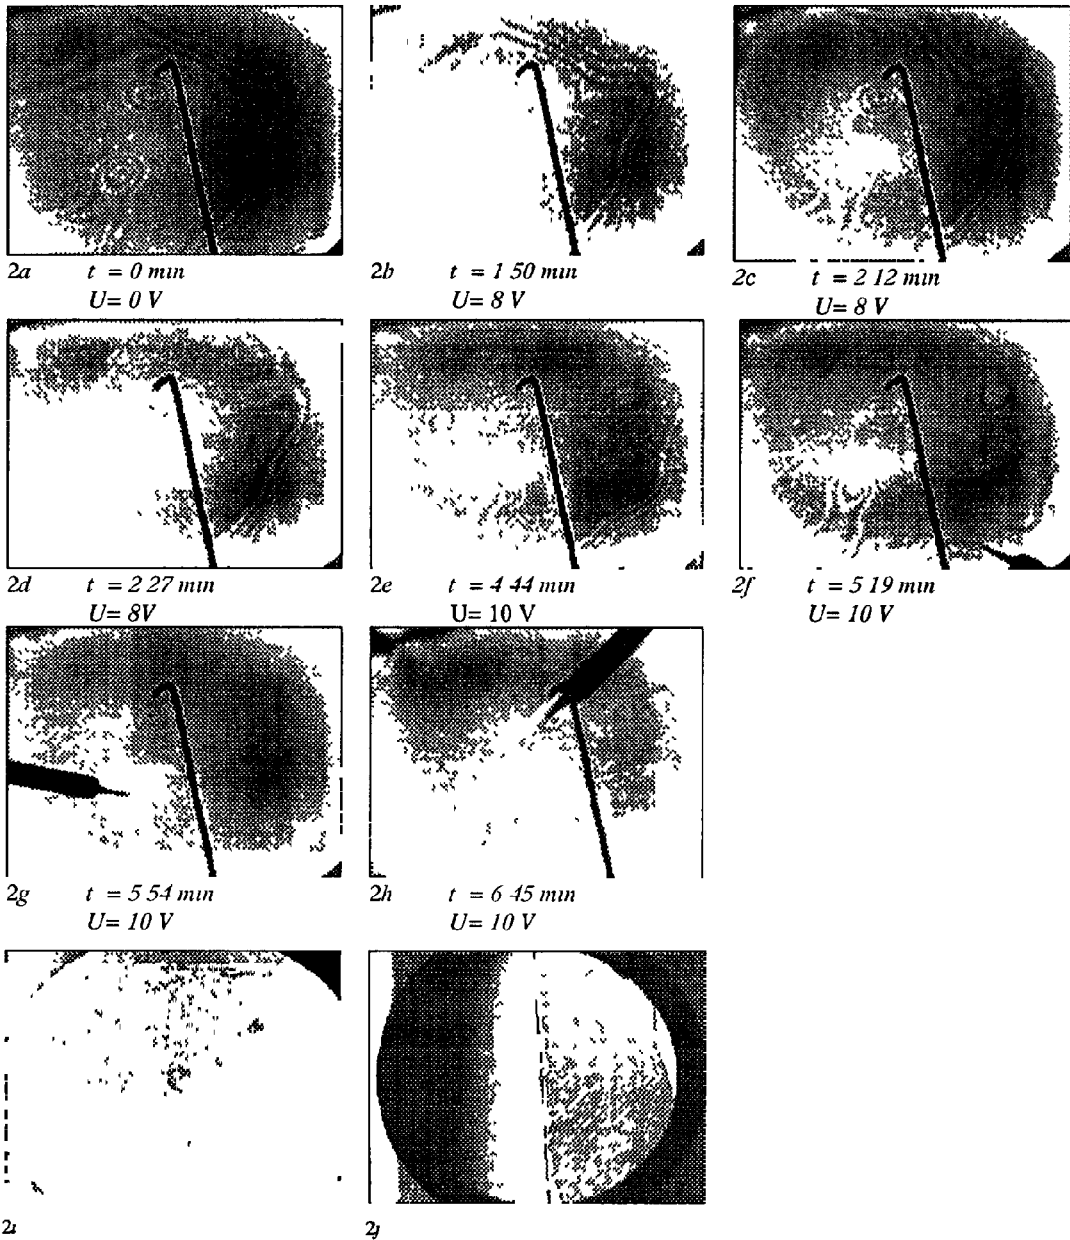 2a t = 0 min
U= 0 V
2b t = 1 50 min
U= 8 V
2c t = 2 12 min
U= 8 V
2d t = 2 27 min
U= 8V
2e t = 4 44 min
U= 10 V
2f t = 5 19 min
U= 10 V
2g t = 5 54 min
U= 10 V
2h t = 6 45 min
U= 10 V
2i
2j